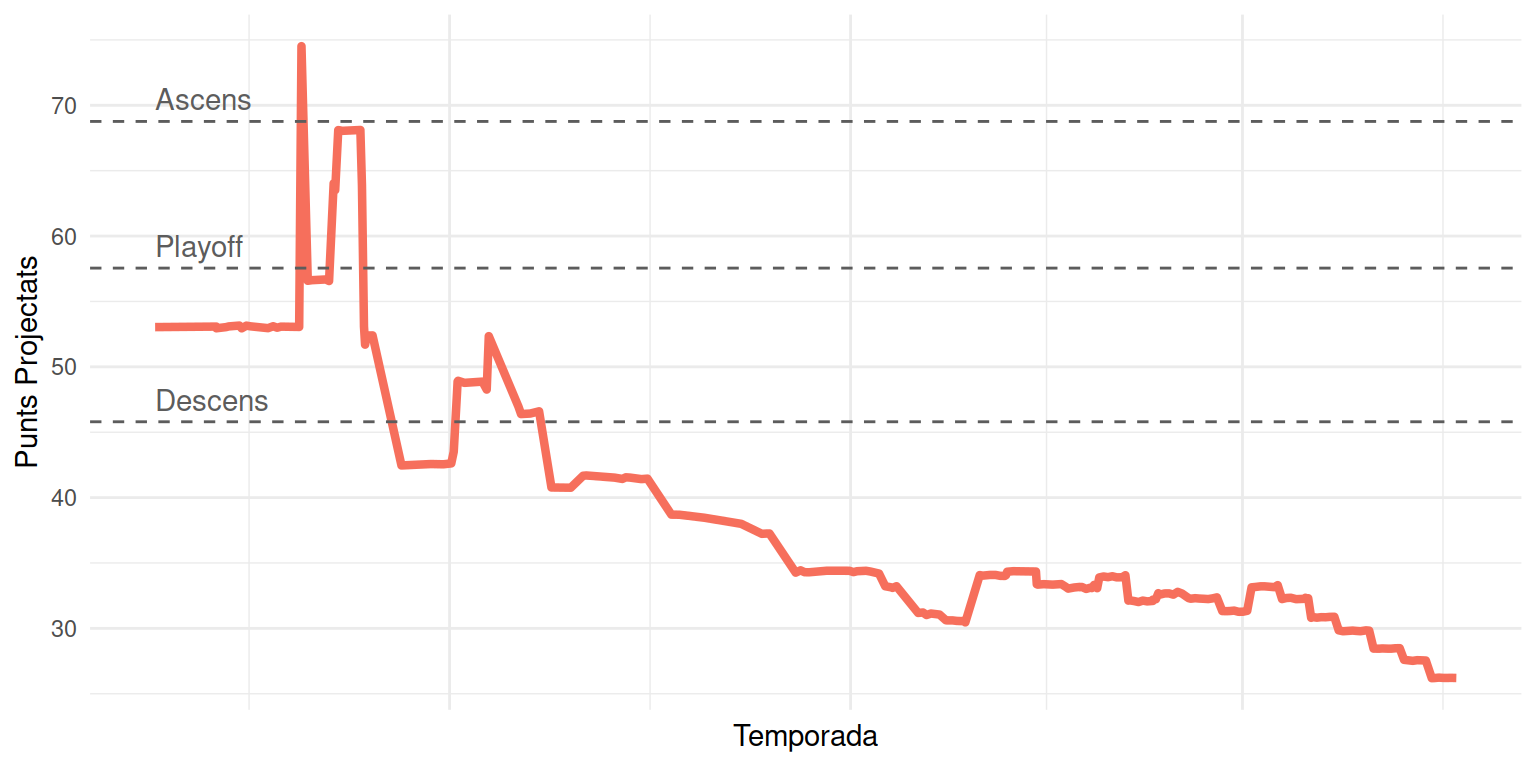 Punts Projectats
70
60
50
40
30
Ascens
Playoff
Descens
Temporada